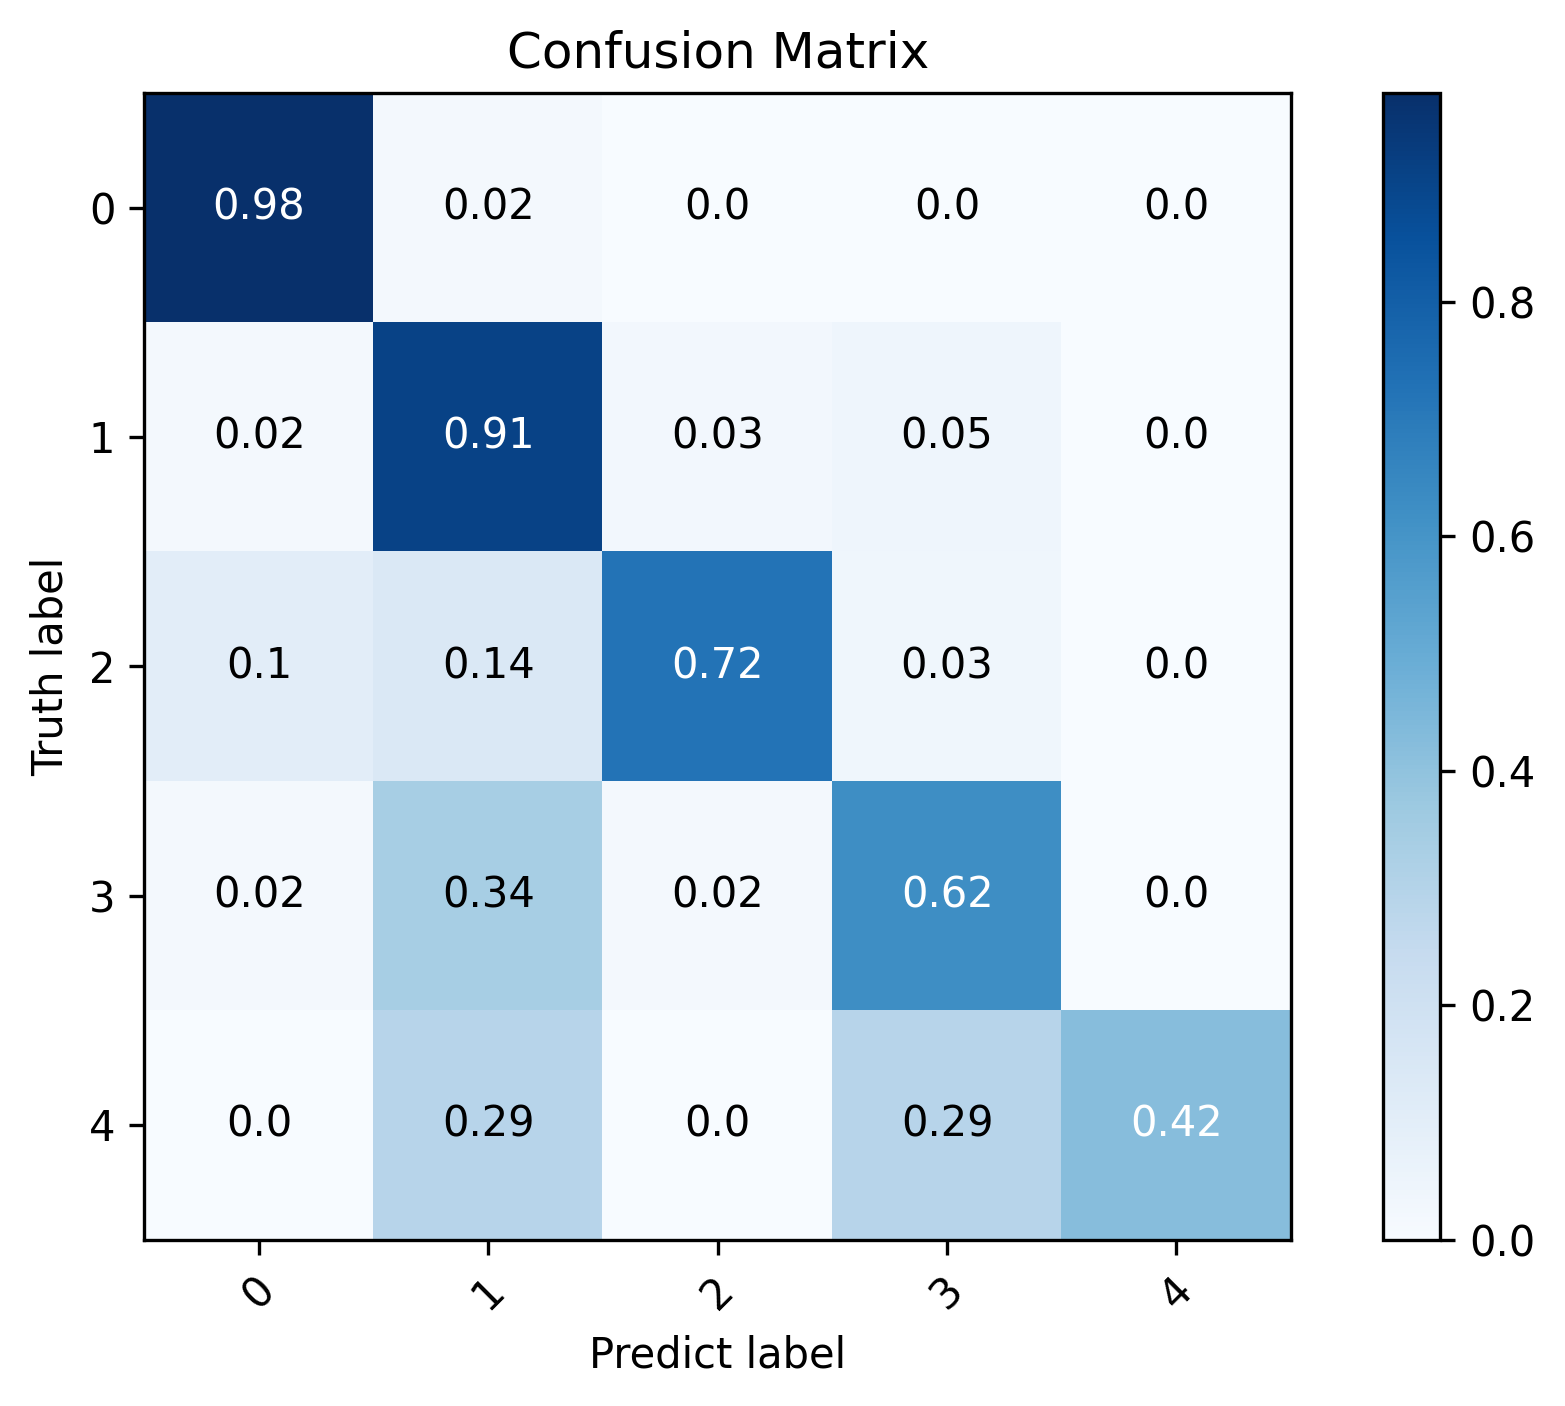 Confusion Matrix
Truth label
0 0.98 0.02 0.0 0.0 0.0
1 0.02 0.91 0.03 0.05 0.0
2 0.1 0.14 0.72 0.03 0.0
3 0.02 0.34 0.02 0.62 0.0
4 0.0 0.29 0.0 0.29 0.42
0 1 2 3 4
Predict label
0.8
0.6
0.4
0.2
0.0